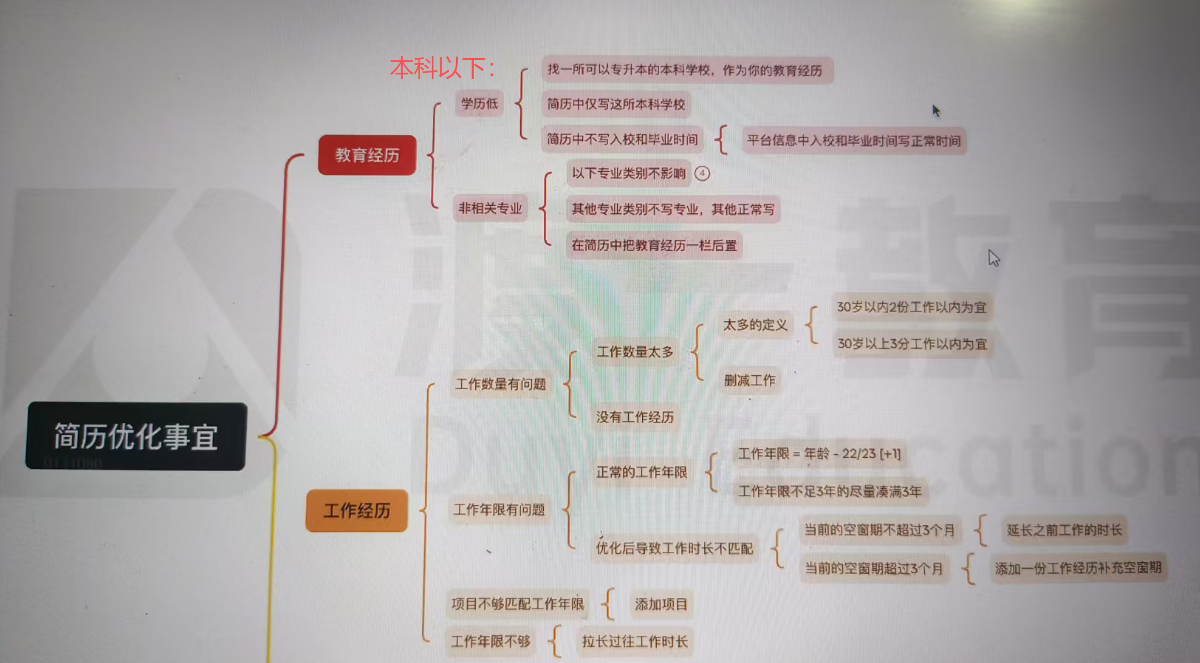 本科以下：
找一所可以专升本的本科学校，作为你的教育经历
学历低
简历中仅写这所本科学校
简历中不写入校和毕业时间
平台信息中入校和毕业时间写正常时间
教育经历
以下专业类别不影响 4
非相关专业
其他专业类别不写专业，其他正常写
在简历中把教育经历一栏后置
30岁以内2份工作以内为宜
太多的定义
30岁以上3分工作以内为宜
工作数量太多
删减工作
工作数量有问题
没有工作经历
简历优化事宜
工作年限 = 年龄 - 22/23 [+1]
正常的工作年限
工作年限不足3年的尽量凑满3年
工作经历
工作年限有问题
当前的空窗期不超过3个月
延长之前工作的时长
优化后导致工作时长不匹配
当前的空窗期超过3个月
添加一份工作经历补充空窗期
项目不够匹配工作年限
添加项目
工作年限不够
拉长过往工作时长
教育
Education